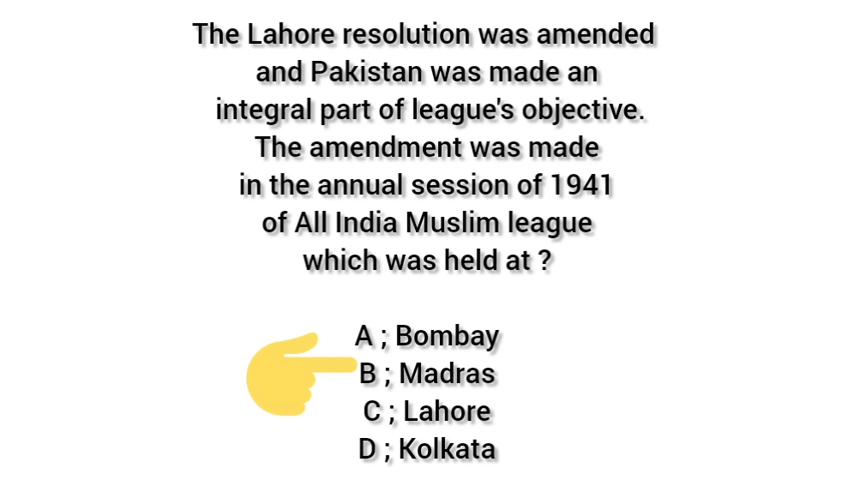 The Lahore resolution was amended
and Pakistan was made an
integral part of league's objective.
The amendment was made
in the annual session of 1941
of All India Muslim league
which was held at ?
A ; Bombay
B ; Madras
C ; Lahore
D ; Kolkata